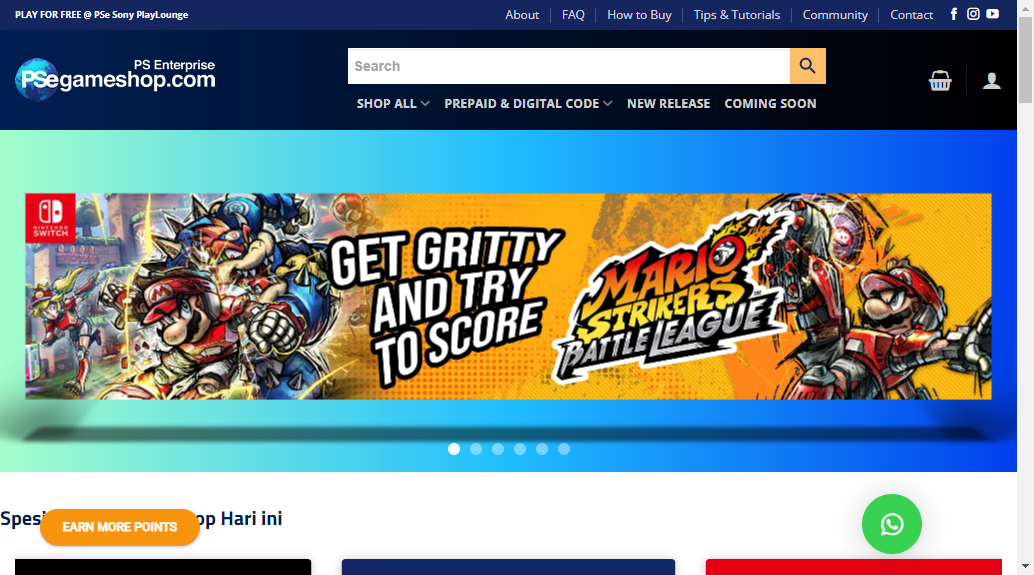 PLAY FOR FREE @ PSe Sony PlayLounge
About FAQ How to Buy Tips & Tutorials Community Contact
PS Enterprise
PSegameshop.com
Search
SHOP ALL PREPAID & DIGITAL CODE NEW RELEASE COMING SOON
NINTENDO
SWITCH
GET GRITTY
AND TRY
TO SCORE
MARIO
STRIKERS
BATTLE LEAGUE
Hari ini
EARN MORE POINTS